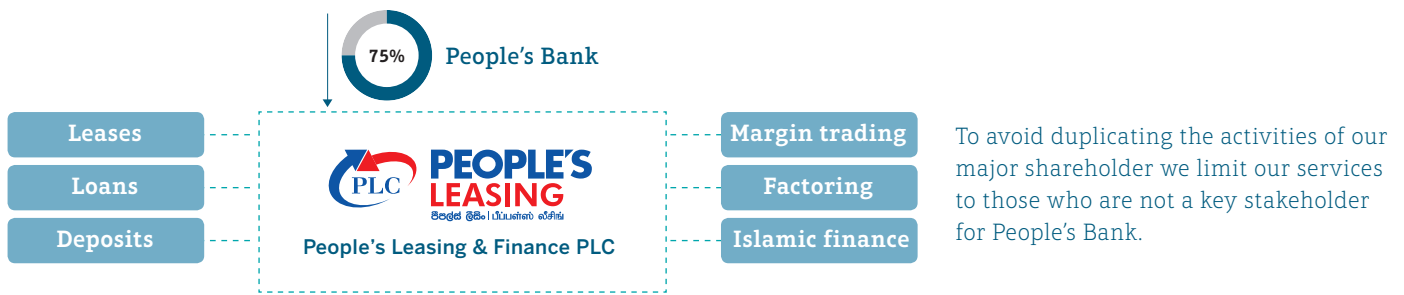 75%
People's Bank
Leases
Loans
Deposits
PLC
PEOPLE'S
LEASING
පීපල්ස් ලීසිං | பீப்பள்ஸ் லீசிங்
People's Leasing & Finance PLC
Margin trading
Factoring
Islamic finance
To avoid duplicating the activities of our
major shareholder we limit our services
to those who are not a key stakeholder
for People's Bank.